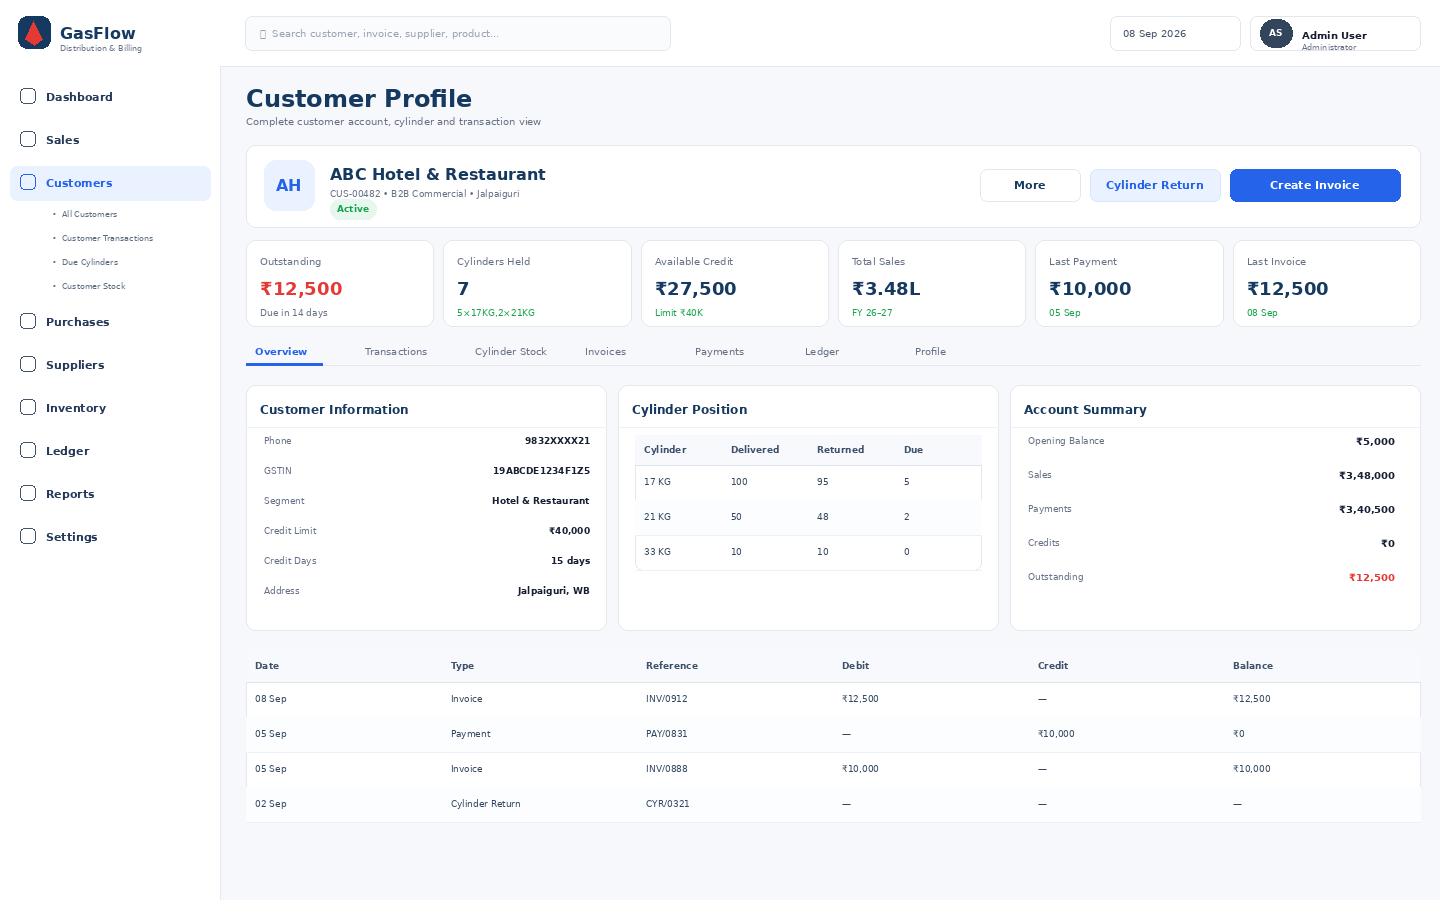 GasFlow
Distribution & Billing
Search customer, invoice, supplier, product...
08 Sep 2026
AS
Admin User
Administrator
Dashboard
Sales
Customers
• All Customers
• Customer Transactions
• Due Cylinders
• Customer Stock
Purchases
Suppliers
Inventory
Ledger
Reports
Settings
Customer Profile
Complete customer account, cylinder and transaction view
AH
ABC Hotel & Restaurant
CUS-00482 • B2B Commercial • Jalpaiguri
Active
More
Cylinder Return
Create Invoice
Outstanding
₹12,500
Due in 14 days
Cylinders Held
7
5×17KG,2×21KG
Available Credit
₹27,500
Limit ₹40K
Total Sales
₹3.48L
FY 26–27
Last Payment
₹10,000
05 Sep
Last Invoice
₹12,500
08 Sep
Overview Transactions Cylinder Stock Invoices Payments Ledger Profile
Customer Information
Phone 9832XXXX21
GSTIN 19ABCDE1234F1Z5
Segment Hotel & Restaurant
Credit Limit ₹40,000
Credit Days 15 days
Address Jalpaiguri, WB
Cylinder Position
Cylinder Delivered Returned Due
17 KG 100 95 5
21 KG 50 48 2
33 KG 10 10 0
Account Summary
Opening Balance ₹5,000
Sales ₹3,48,000
Payments ₹3,40,500
Credits ₹0
Outstanding ₹12,500
Date Type Reference Debit Credit Balance
08 Sep Invoice INV/0912 ₹12,500 — ₹12,500
05 Sep Payment PAY/0831 — ₹10,000 ₹0
05 Sep Invoice INV/0888 ₹10,000 — ₹10,000
02 Sep Cylinder Return CYR/0321 — — —